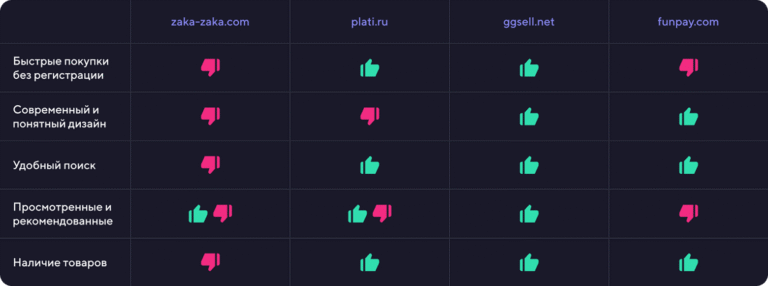 zaka-zaka.com plati.ru ggsell.net funpay.com
Быстрые покупки
без регистрации
Современный и
понятный дизайн
Удобный поиск
Просмотренные и
рекомендованные
Наличие товаров